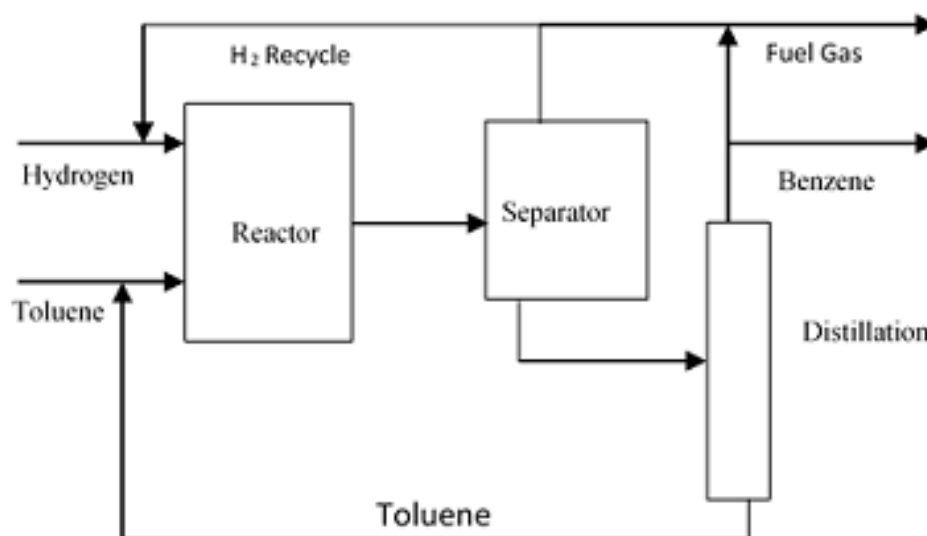 H₂ Recycle
Fuel Gas
Hydrogen
Benzene
Reactor
Separator
Toluene
Distillation
Toluene